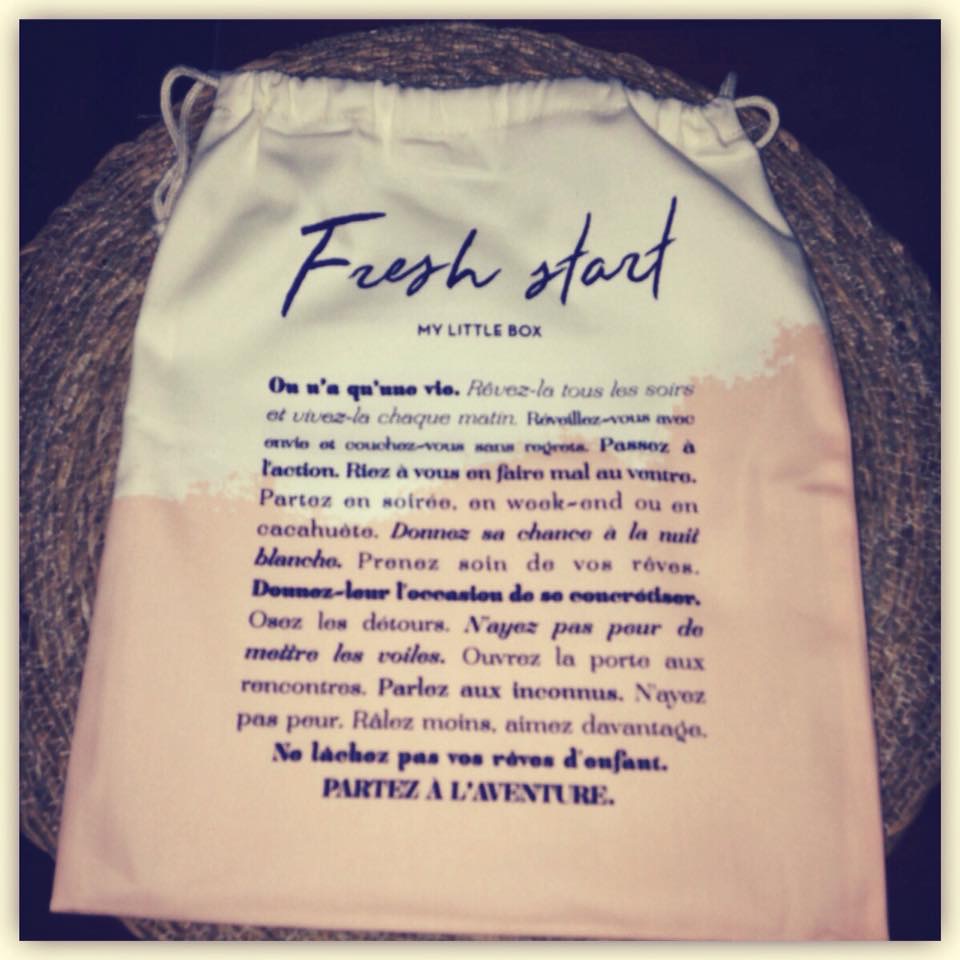 Fresh start
MY LITTLE BOX
On n'a qu'une vie. Rêvez-la tous les soirs
et vivez-la chaque matin. Réveillez-vous avec
envie et couchez-vous sans regrets. Passez à
l'action. Riez à vous en faire mal au ventre.
Partez en soirée, en week-end ou en
cacahuète. Donnez sa chance à la nuit
blanche. Prenez soin de vos rêves.
Donnez-leur l'occasion de se concrétiser.
Osez les détours. N'ayez pas peur de
mettre les voiles. Ouvrez la porte aux
rencontres. Parlez aux inconnus. N'ayez
pas peur. Râlez moins, aimez davantage.
Ne lâchez pas vos rêves d'enfant.
PARTEZ À L'AVENTURE.